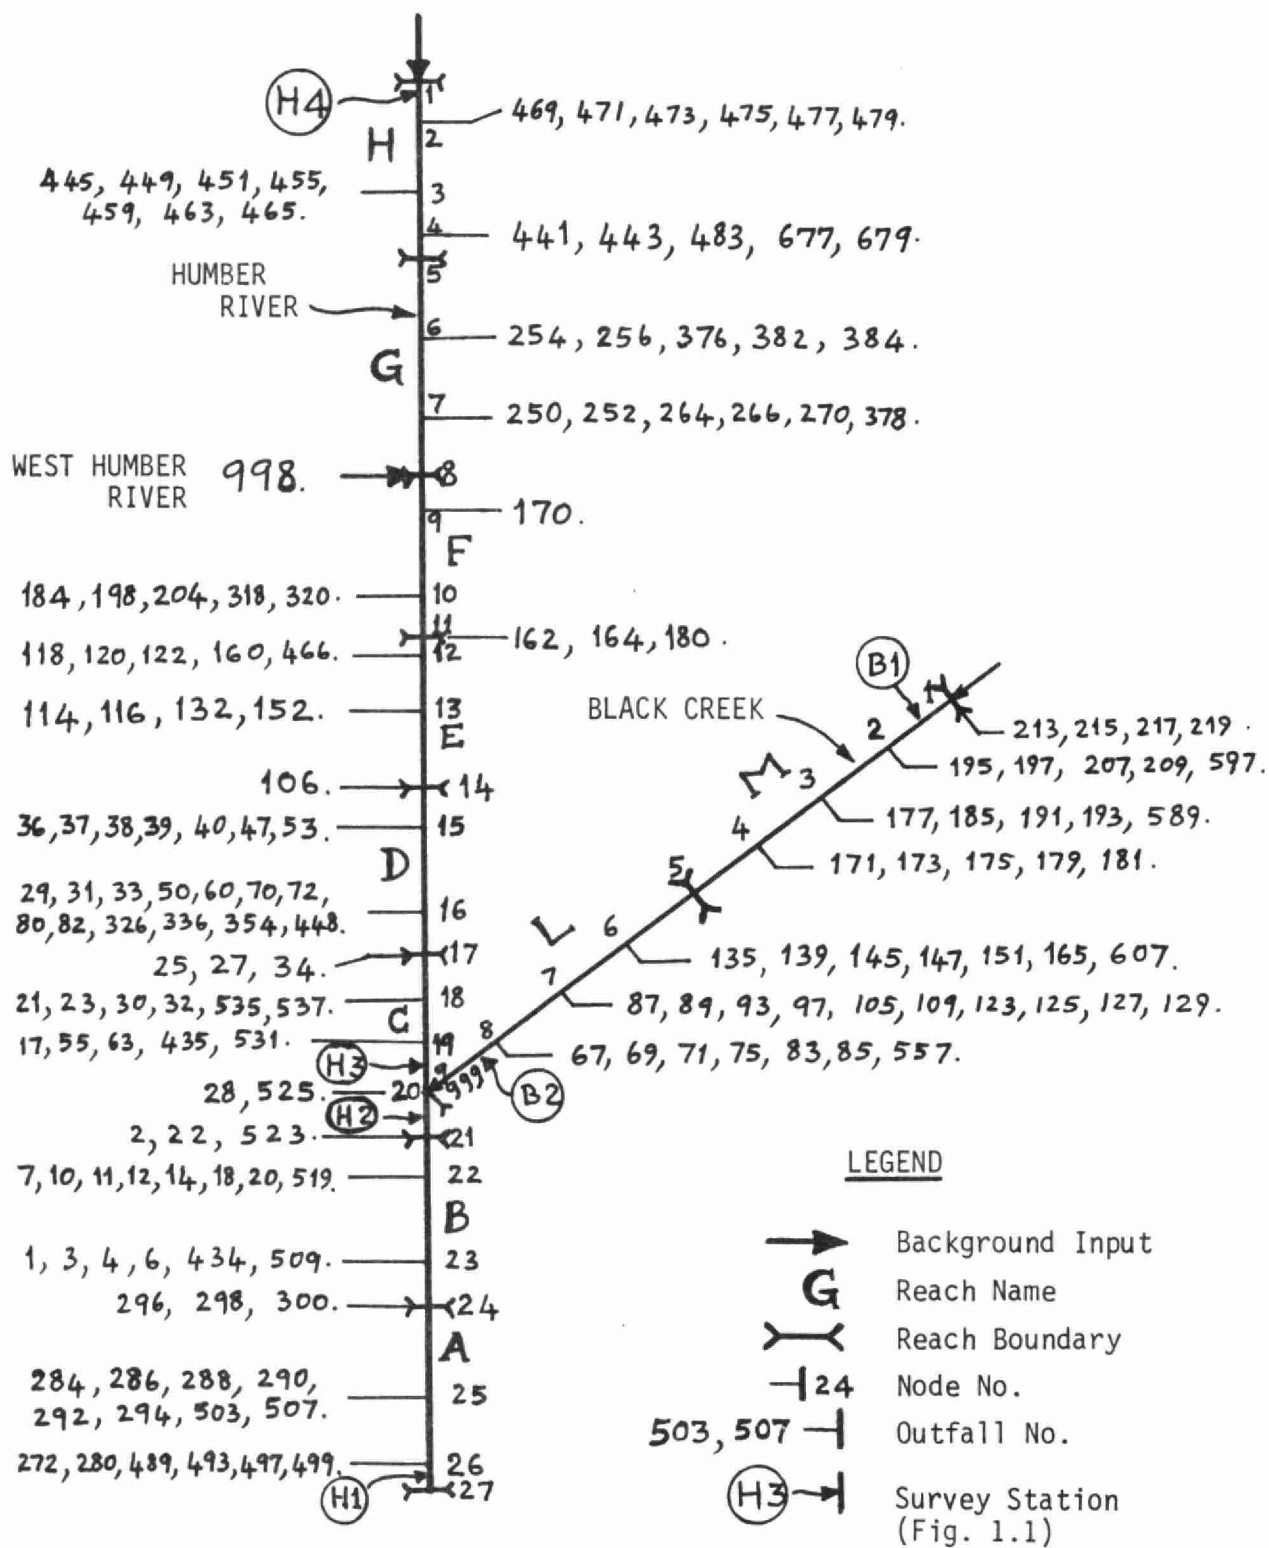 H4
1
469, 471, 473, 475, 477, 479.
2
H
445, 449, 451, 455,
459, 463, 465.
3
4
441, 443, 483, 677, 679.
5
HUMBER
RIVER
6
254, 256, 376, 382, 384.
G
7
250, 252, 264, 266, 270, 378.
WEST HUMBER
RIVER
998.
8
9
170.
F
184, 198, 204, 318, 320.
10
11
162, 164, 180.
118, 120, 122, 160, 466.
12
114, 116, 132, 152.
13
E
106.
14
36, 37, 38, 39, 40, 47, 53.
15
D
29, 31, 33, 50, 60, 70, 72,
80, 82, 326, 336, 354, 448.
16
25, 27, 34.
17
21, 23, 30, 32, 535, 537.
18
C
17, 55, 63, 435, 531.
19
H3
28, 525.
20
H2
2, 22, 523.
21
7, 10, 11, 12, 14, 18, 20, 519.
22
B
1, 3, 4, 6, 434, 509.
23
296, 298, 300.
24
A
284, 286, 288, 290,
292, 294, 503, 507.
25
272, 280, 489, 493, 497, 499.
26
H1
27
BLACK CREEK
B1
1
213, 215, 217, 219.
2
195, 197, 207, 209, 597.
M
3
177, 185, 191, 193, 589.
4
171, 173, 175, 179, 181.
5
L
6
135, 139, 145, 147, 151, 165, 607.
7
87, 89, 93, 97, 105, 109, 123, 125, 127, 129.
8
67, 69, 71, 75, 83, 85, 557.
9
999
B2
LEGEND
Background Input
G Reach Name
Reach Boundary
24 Node No.
503, 507 Outfall No.
H3 Survey Station
(Fig. 1.1)